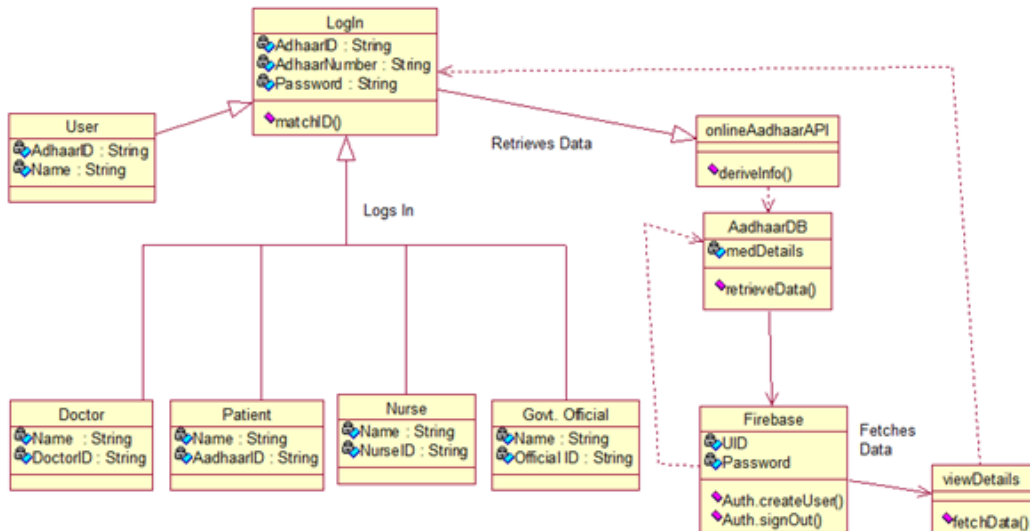 LogIn
AdhaarID : String
AdhaarNumber : String
Password : String
matchID()
User
AdhaarID : String
Name : String
Retrieves Data
onlineAadhaarAPI
deriveInfo()
Logs In
AadhaarDB
medDetails
retrieveData()
Doctor
Name : String
DoctorID : String
Patient
Name : String
AadhaarID : String
Nurse
Name : String
NurseID : String
Govt. Official
Name : String
Official ID : String
Firebase
UID
Password
Auth.createUser()
Auth.signOut()
Fetches
Data
viewDetails
fetchData()